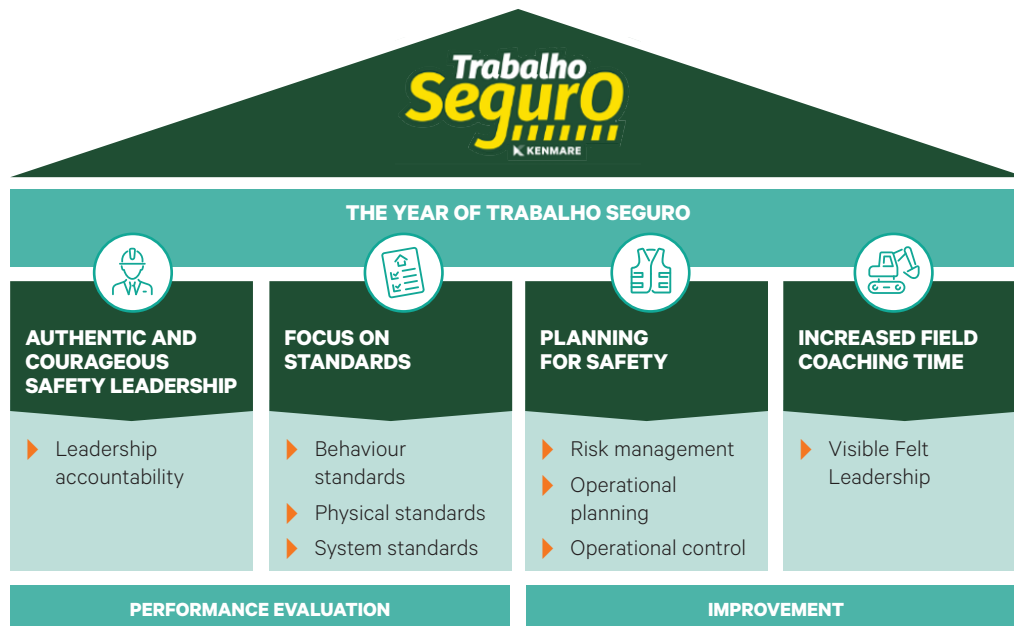 Trabalho
SegurO
KENMARE
THE YEAR OF TRABALHO SEGURO
AUTHENTIC AND
COURAGEOUS
SAFETY LEADERSHIP
Leadership
accountability
FOCUS ON
STANDARDS
Behaviour
standards
Physical standards
System standards
PLANNING
FOR SAFETY
Risk management
Operational
planning
Operational control
INCREASED FIELD
COACHING TIME
Visible Felt
Leadership
PERFORMANCE EVALUATION
IMPROVEMENT